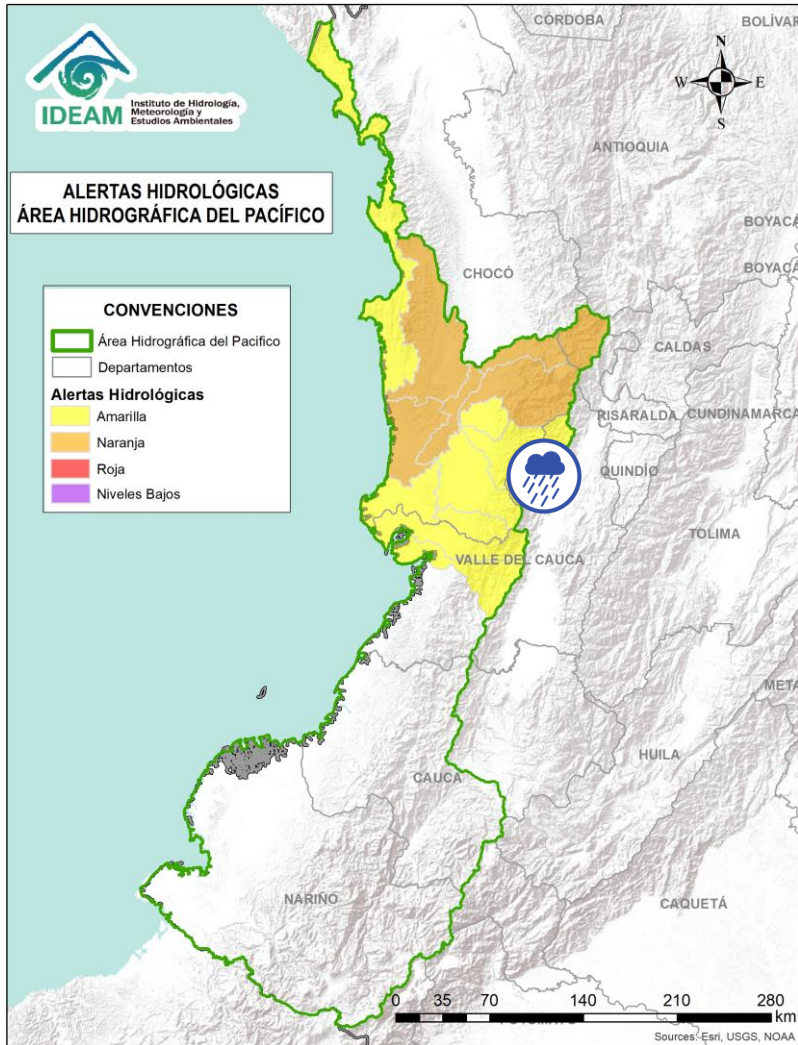 IDEAM
Instituto de Hidrología,
Meteorología y
Estudios Ambientales
ALERTAS HIDROLÓGICAS
ÁREA HIDROGRÁFICA DEL PACÍFICO
CONVENCIONES
Área Hidrográfica del Pacifico
Departamentos
Alertas Hidrológicas
Amarilla
Naranja
Roja
Niveles Bajos
CÓRDOBA
BOLÍVAR
N
W
E
S
ANTIOQUIA
BOYACÁ
CHOCÓ
BOYACÁ
CALDAS
RISARALDA
CUNDINAMARCA
QUINDÍO
TOLIMA
VALLE DEL CAUCA
META
HUILA
CAUCA
NARIÑO
CAQUETÁ
0 35 70 140 210 280
km
Sources: Esri, USGS, NOAA